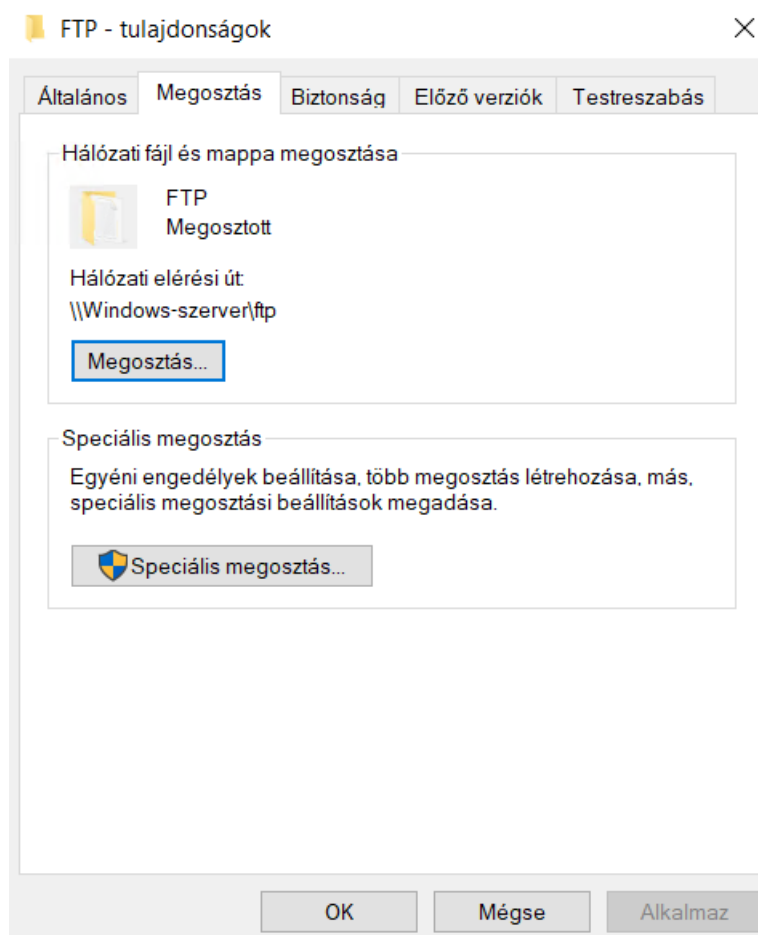 FTP - tulajdonságok
Általános
Megosztás
Biztonság
Előző verziók
Testreszabás
Hálózati fájl és mappa megosztása
FTP
Megosztott
Hálózati elérési út:
\\Windows-szerver\ftp
Megosztás...
Speciális megosztás
Egyéni engedélyek beállítása, több megosztás létrehozása, más,
speciális megosztási beállítások megadása.
Speciális megosztás...
OK
Mégse
Alkalmaz